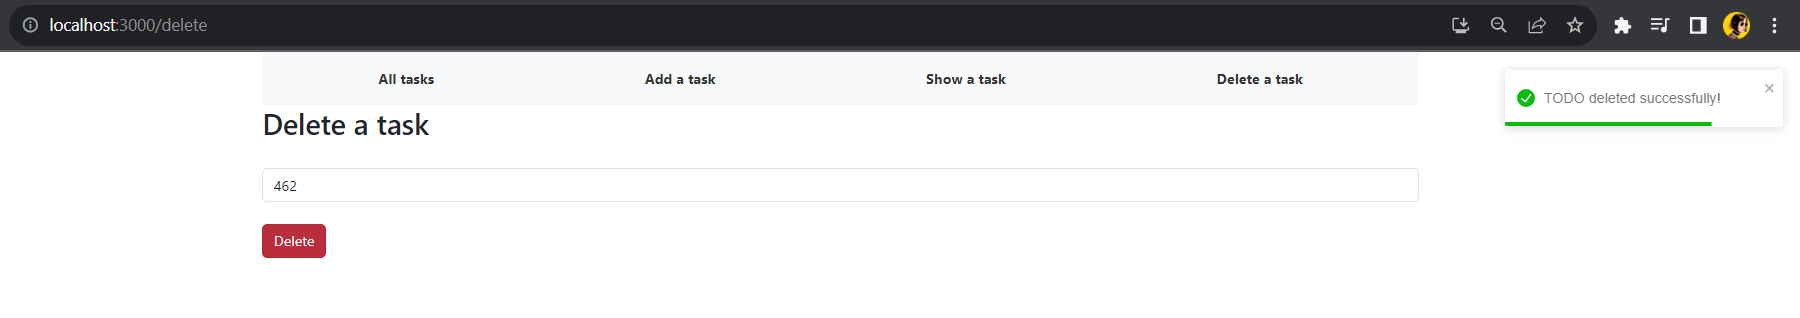 localhost:3000/delete
All tasks Add a task Show a task Delete a task
TODO deleted successfully!
Delete a task
462
Delete